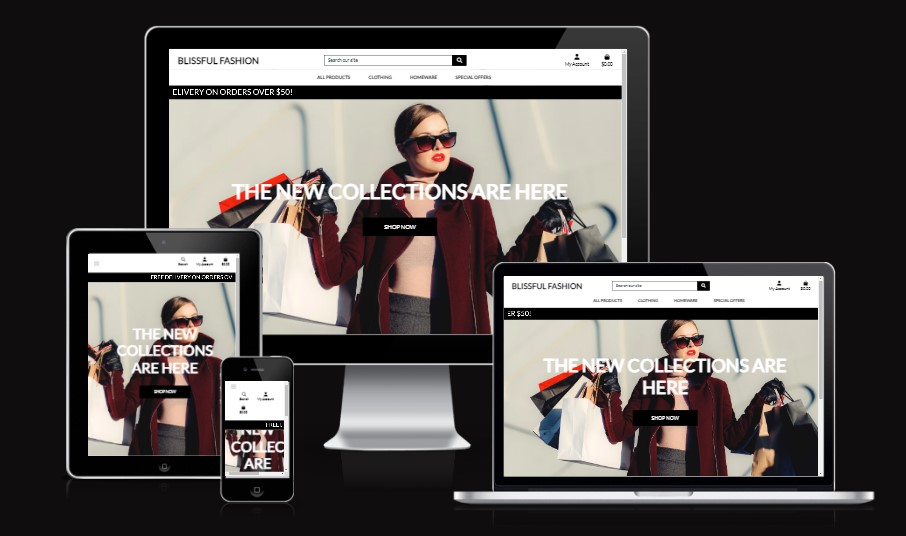 BLISSFUL FASHION
Search our site
My Account
$0.00
ALL PRODUCTS CLOTHING HOMEWARE SPECIAL OFFERS
ELIVERY ON ORDERS OVER $50!
THE NEW COLLECTIONS ARE HERE
SHOP NOW
Search My Account $0.00
FREE DELIVERY ON ORDERS OV
THE NEW
COLLECTIONS
ARE HERE
SHOP NOW
Search My Account
$0.00
FREE
NEW
COLLEC
ARE
BLISSFUL FASHION
Search our site
My Account
$0.00
ALL PRODUCTS CLOTHING HOMEWARE SPECIAL OFFERS
ER $50!
THE NEW COLLECTIONS ARE
HERE
SHOP NOW